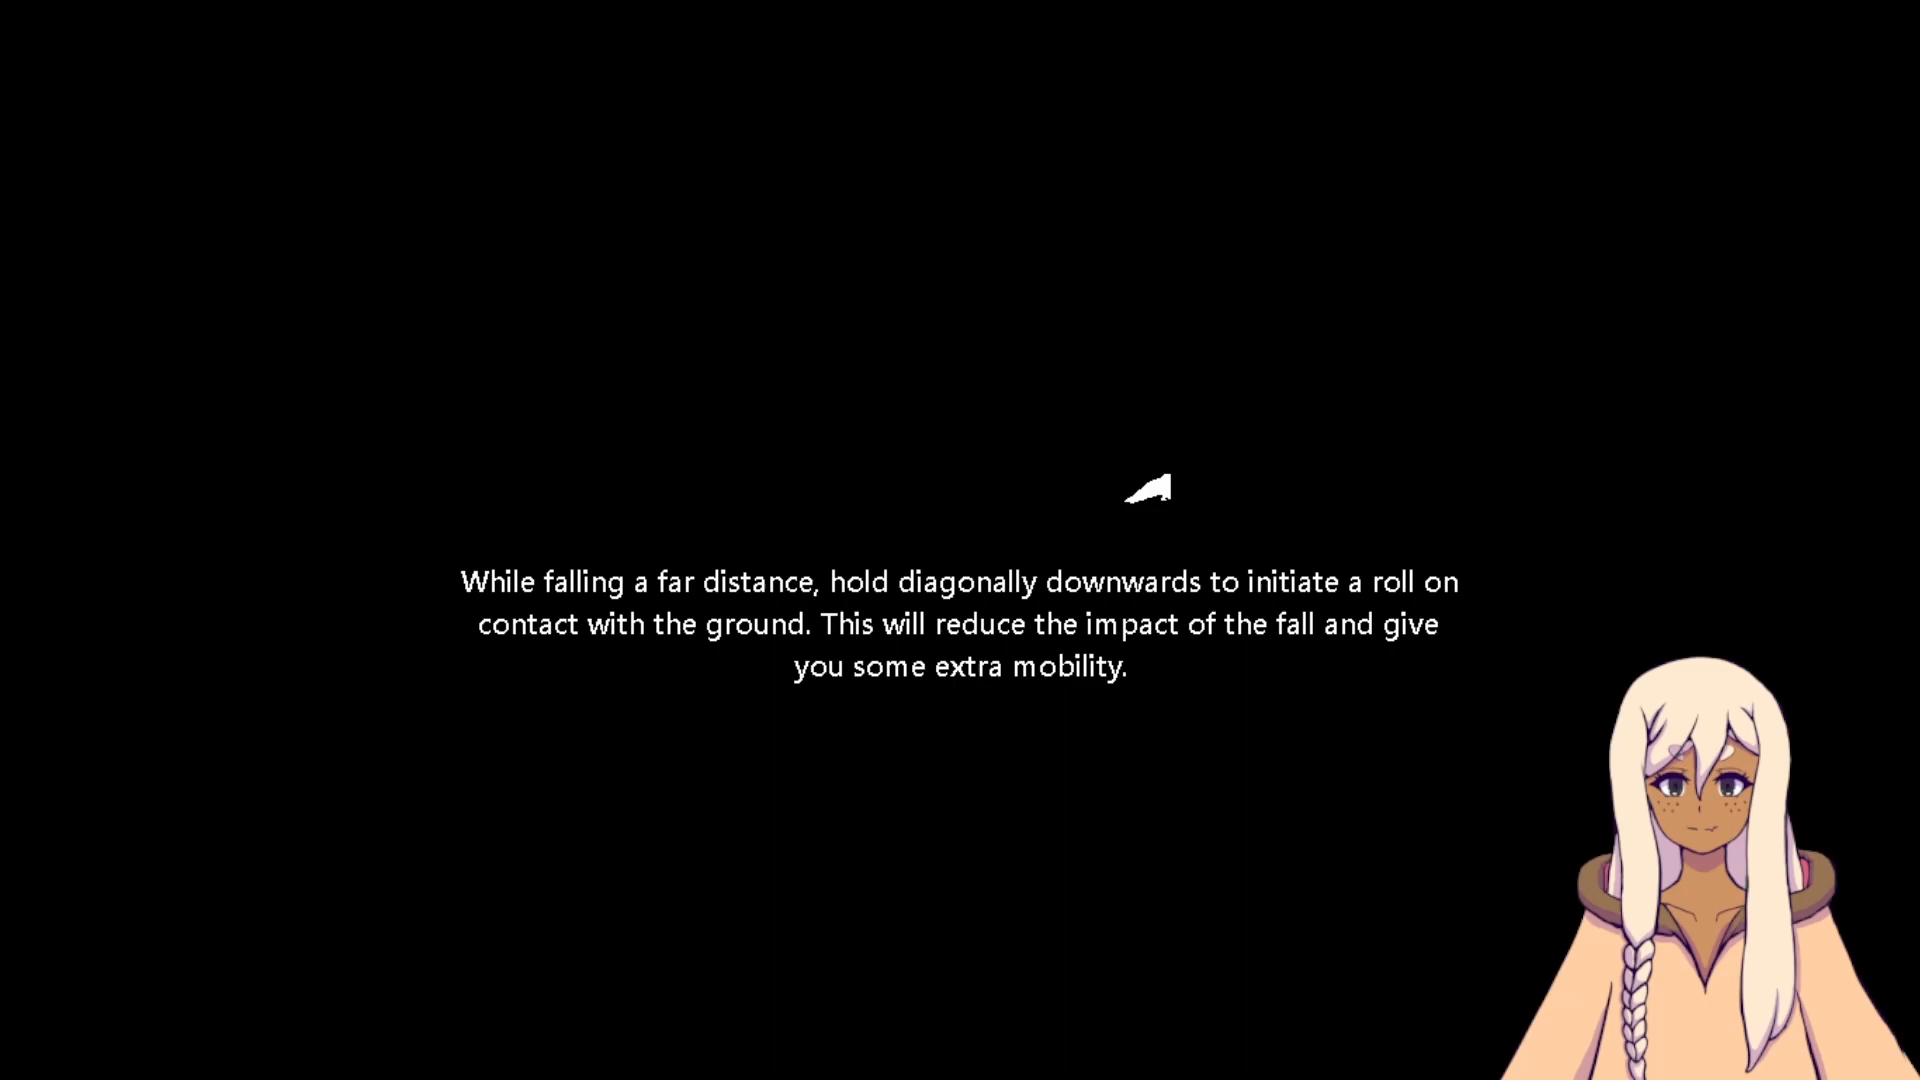 While falling a far distance, hold diagonally downwards to initiate a roll on
contact with the ground. This will reduce the impact of the fall and give
you some extra mobility.